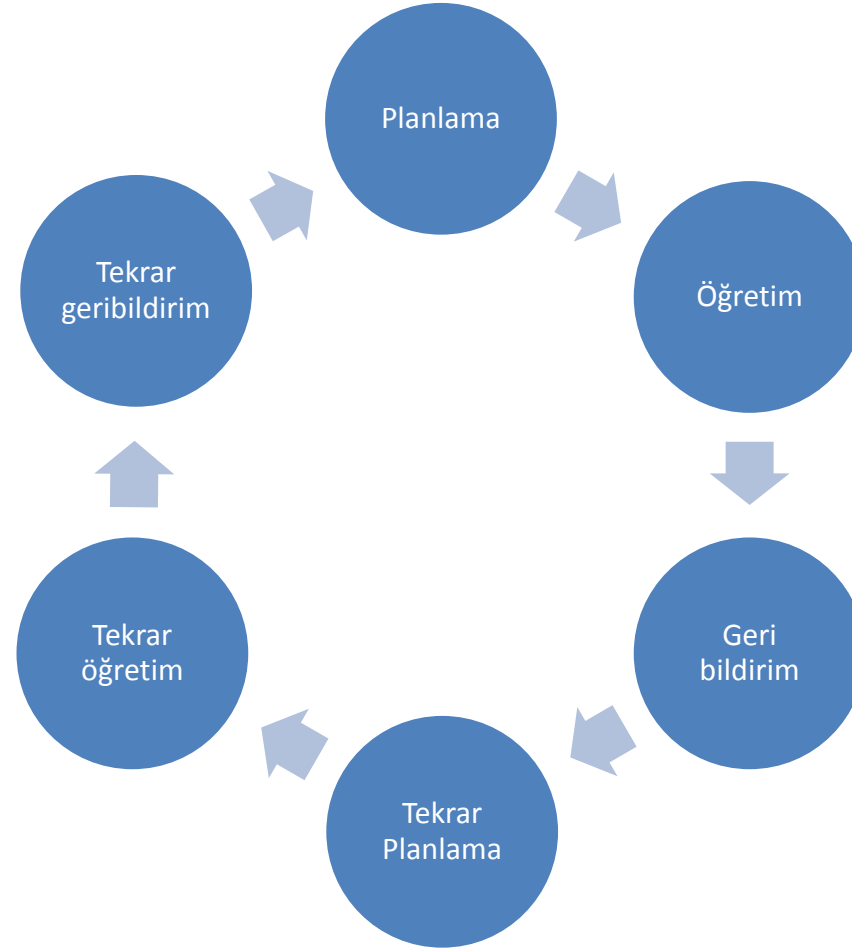 Planlama
Öğretim
Geri
bildirim
Tekrar
Planlama
Tekrar
öğretim
Tekrar
geribildirim